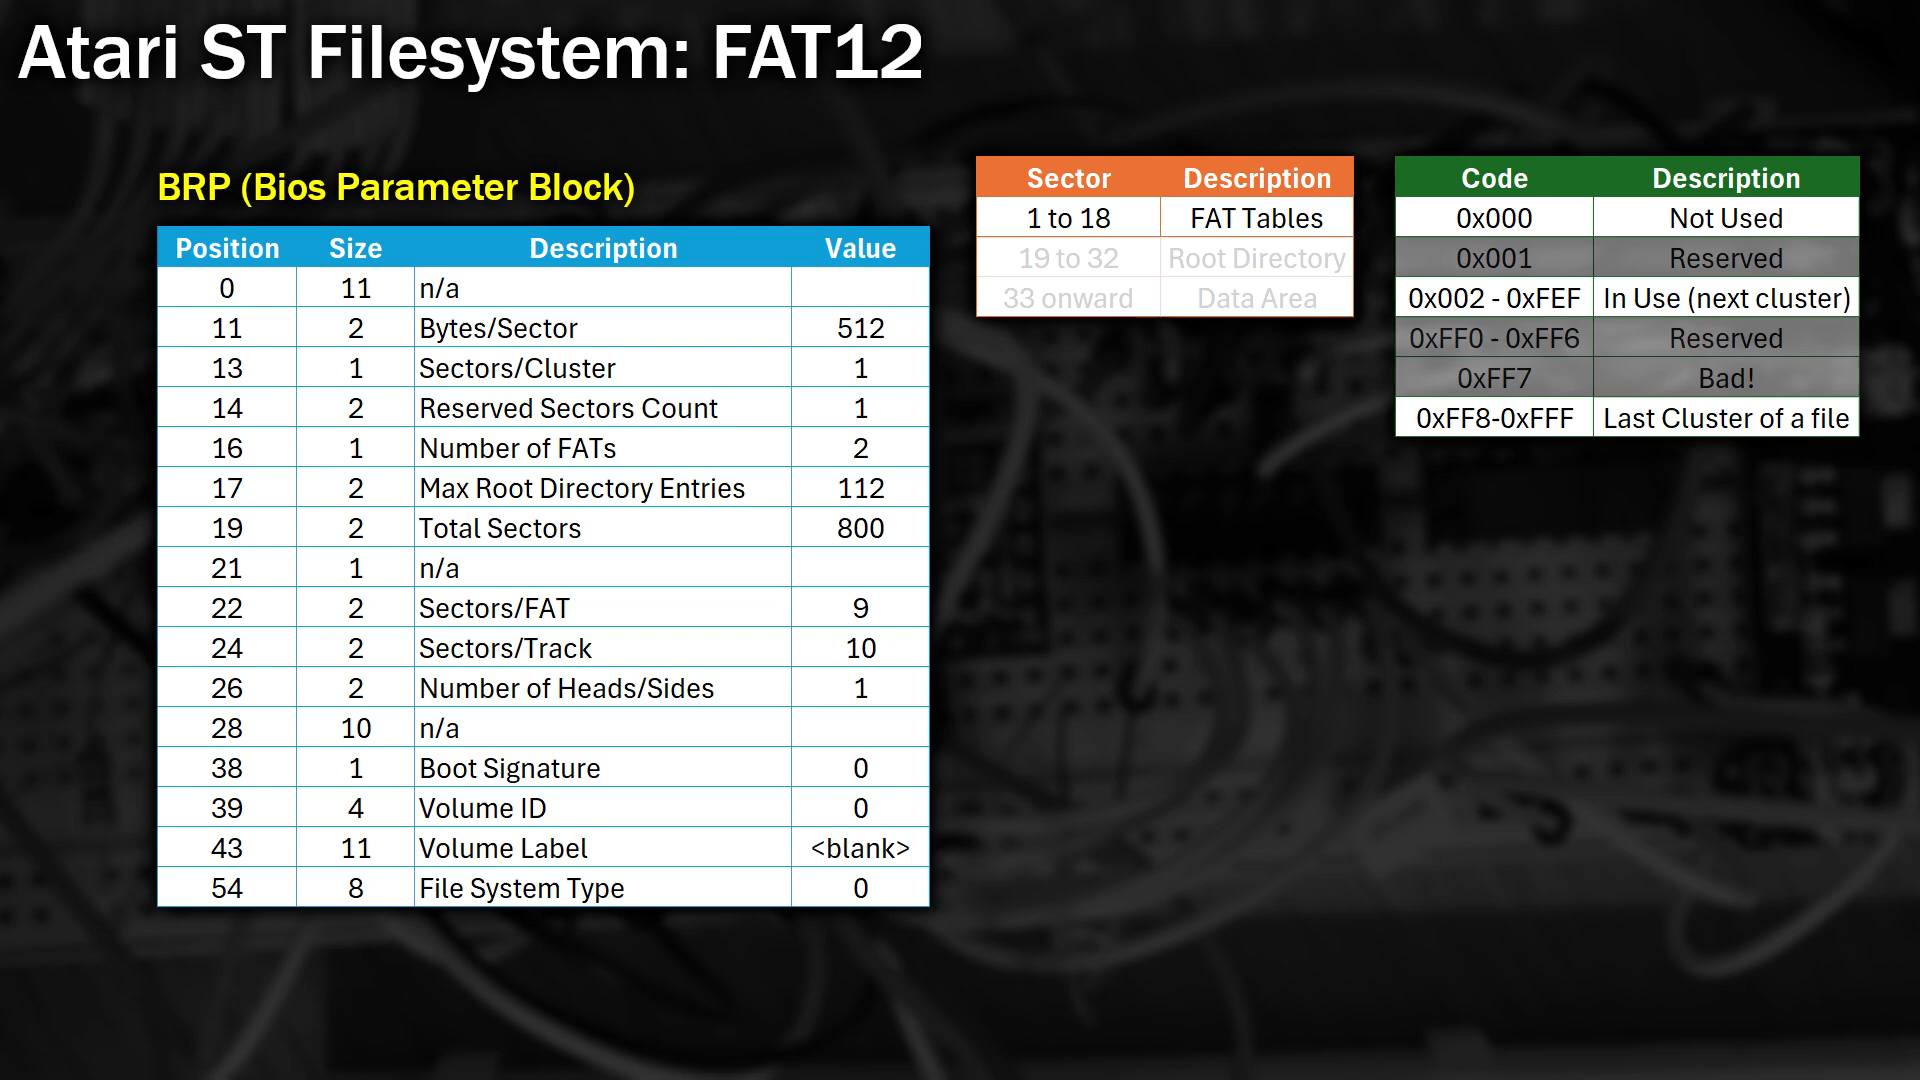 Atari ST Filesystem: FAT12
BRP (Bios Parameter Block)
Position Size Description Value
0 11 n/a
11 2 Bytes/Sector 512
13 1 Sectors/Cluster 1
14 2 Reserved Sectors Count 1
16 1 Number of FATs 2
17 2 Max Root Directory Entries 112
19 2 Total Sectors 800
21 1 n/a
22 2 Sectors/FAT 9
24 2 Sectors/Track 10
26 2 Number of Heads/Sides 1
28 10 n/a
38 1 Boot Signature 0
39 4 Volume ID 0
43 11 Volume Label <blank>
54 8 File System Type 0
Sector Description
1 to 18 FAT Tables
19 to 32 Root Directory
33 onward Data Area
Code Description
0x000 Not Used
0x001 Reserved
0x002 - 0xFEF In Use (next cluster)
0xFF0 - 0xFF6 Reserved
0xFF7 Bad!
0xFF8-0xFFF Last Cluster of a file